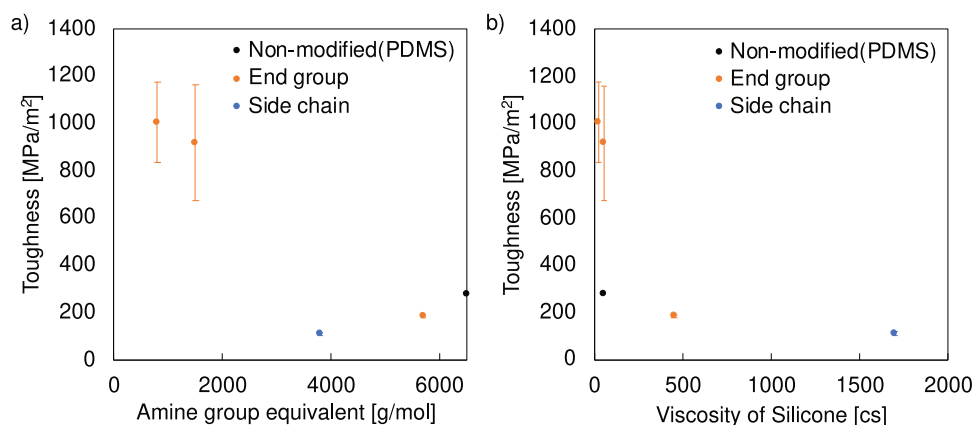 a)
1400
1200
1000
800
600
400
200
0
Toughness [MPa/m²]
Non-modified(PDMS)
End group
Side chain
0 2000 4000 6000
Amine group equivalent [g/mol]
b)
1400
1200
1000
800
600
400
200
0
Toughness [MPa/m²]
Non-modified(PDMS)
End group
Side chain
0 500 1000 1500 2000
Viscosity of Silicone [cs]